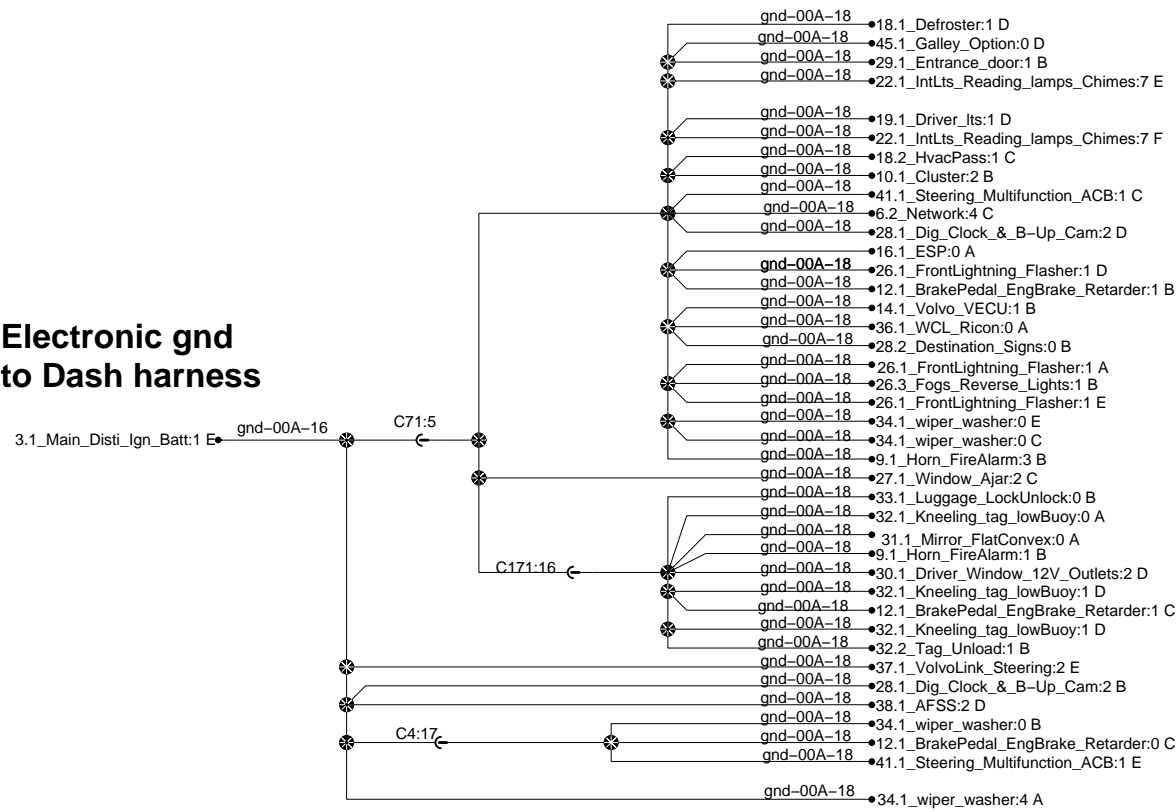 gnd−00A−18
18.1_Defroster:1 D
gnd−00A−18
45.1_Galley_Option:0 D
gnd−00A−18
29.1_Entrance_door:1 B
gnd−00A−18
22.1_IntLts_Reading_lamps_Chimes:7 E
gnd−00A−18
19.1_Driver_lts:1 D
gnd−00A−18
22.1_IntLts_Reading_lamps_Chimes:7 F
gnd−00A−18
18.2_HvacPass:1 C
gnd−00A−18
10.1_Cluster:2 B
gnd−00A−18
41.1_Steering_Multifunction_ACB:1 C
gnd−00A−18
6.2_Network:4 C
gnd−00A−18
28.1_Dig_Clock_&_B−Up_Cam:2 D
16.1_ESP:0 A
gnd−00A−18
26.1_FrontLightning_Flasher:1 D
gnd−00A−18
12.1_BrakePedal_EngBrake_Retarder:1 B
gnd−00A−18
14.1_Volvo_VECU:1 B
gnd−00A−18
36.1_WCL_Ricon:0 A
gnd−00A−18
28.2_Destination_Signs:0 B
Electronic gnd
to Dash harness
gnd−00A−18
26.1_FrontLightning_Flasher:1 A
gnd−00A−18
26.3_Fogs_Reverse_Lights:1 B
gnd−00A−18
26.1_FrontLightning_Flasher:1 E
gnd−00A−18
34.1_wiper_washer:0 E
3.1_Main_Disti_Ign_Batt:1 E
gnd−00A−16
C71:5
gnd−00A−18
34.1_wiper_washer:0 C
gnd−00A−18
9.1_Horn_FireAlarm:3 B
gnd−00A−18
27.1_Window_Ajar:2 C
gnd−00A−18
33.1_Luggage_LockUnlock:0 B
gnd−00A−18
32.1_Kneeling_tag_lowBuoy:0 A
gnd−00A−18
31.1_Mirror_FlatConvex:0 A
gnd−00A−18
9.1_Horn_FireAlarm:1 B
C171:16
gnd−00A−18
30.1_Driver_Window_12V_Outlets:2 D
gnd−00A−18
32.1_Kneeling_tag_lowBuoy:1 D
gnd−00A−18
12.1_BrakePedal_EngBrake_Retarder:1 C
gnd−00A−18
32.1_Kneeling_tag_lowBuoy:1 D
gnd−00A−18
32.2_Tag_Unload:1 B
gnd−00A−18
37.1_VolvoLink_Steering:2 E
gnd−00A−18
28.1_Dig_Clock_&_B−Up_Cam:2 B
gnd−00A−18
38.1_AFSS:2 D
gnd−00A−18
34.1_wiper_washer:0 B
C4:17
gnd−00A−18
12.1_BrakePedal_EngBrake_Retarder:0 C
gnd−00A−18
41.1_Steering_Multifunction_ACB:1 E
gnd−00A−18
34.1_wiper_washer:4 A